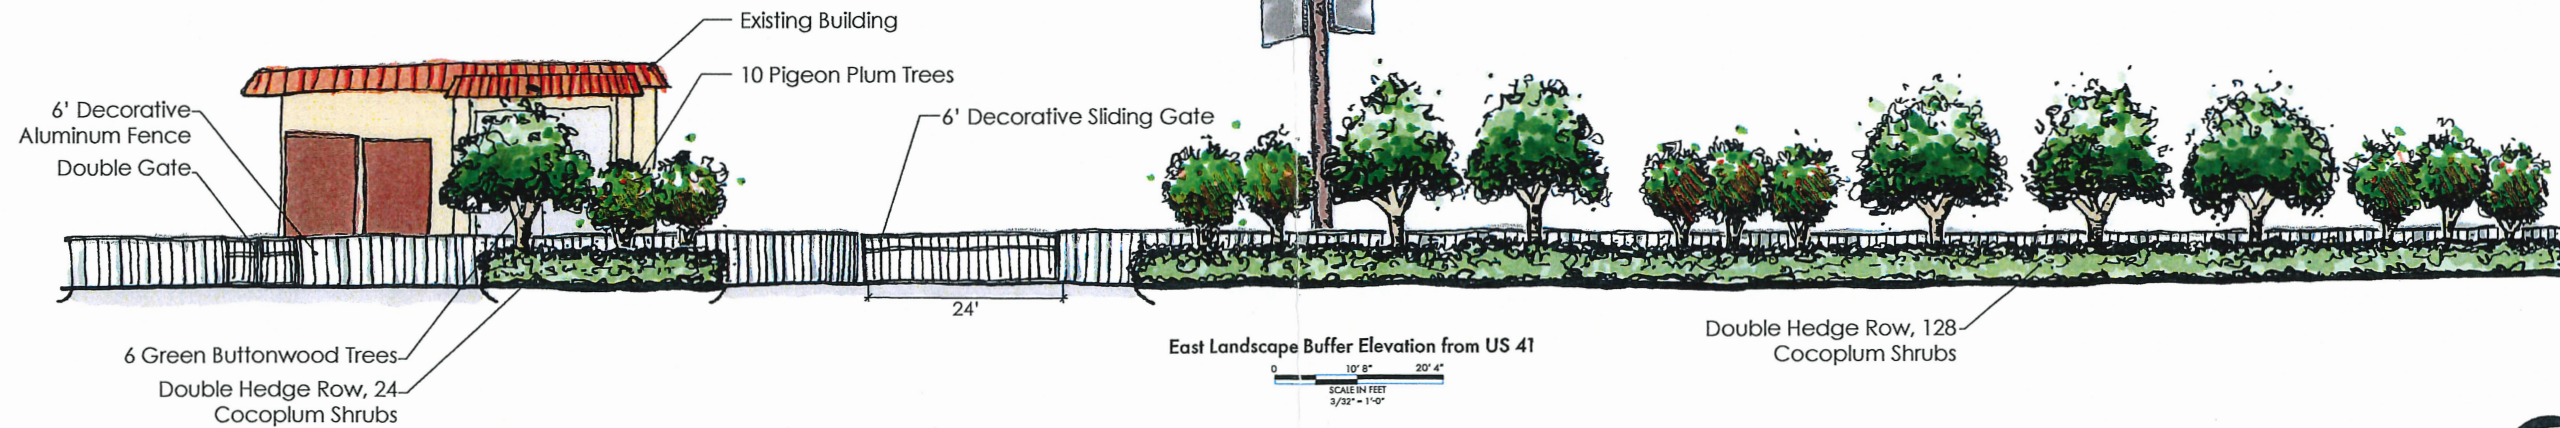 Existing Building
10 Pigeon Plum Trees
6' Decorative
Aluminum Fence
Double Gate
6' Decorative Sliding Gate
24'
6 Green Buttonwood Trees
Double Hedge Row, 24
Cocoplum Shrubs
East Landscape Buffer Elevation from US 41
0 10' 8" 20' 4"
SCALE IN FEET
3/32" = 1'-0"
Double Hedge Row, 128
Cocoplum Shrubs